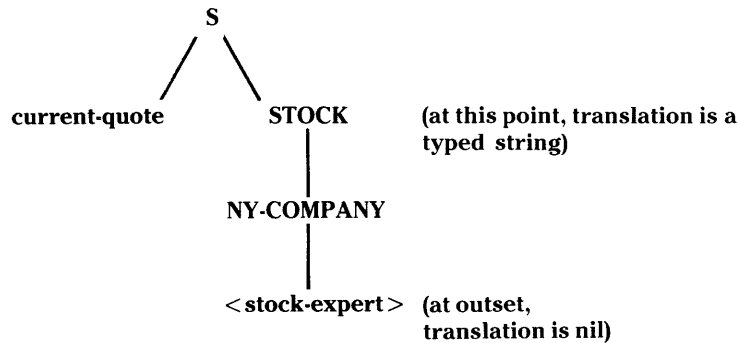 S
current-quote STOCK (at this point, translation is a
typed string)
NY-COMPANY
<stock-expert> (at outset,
translation is nil)